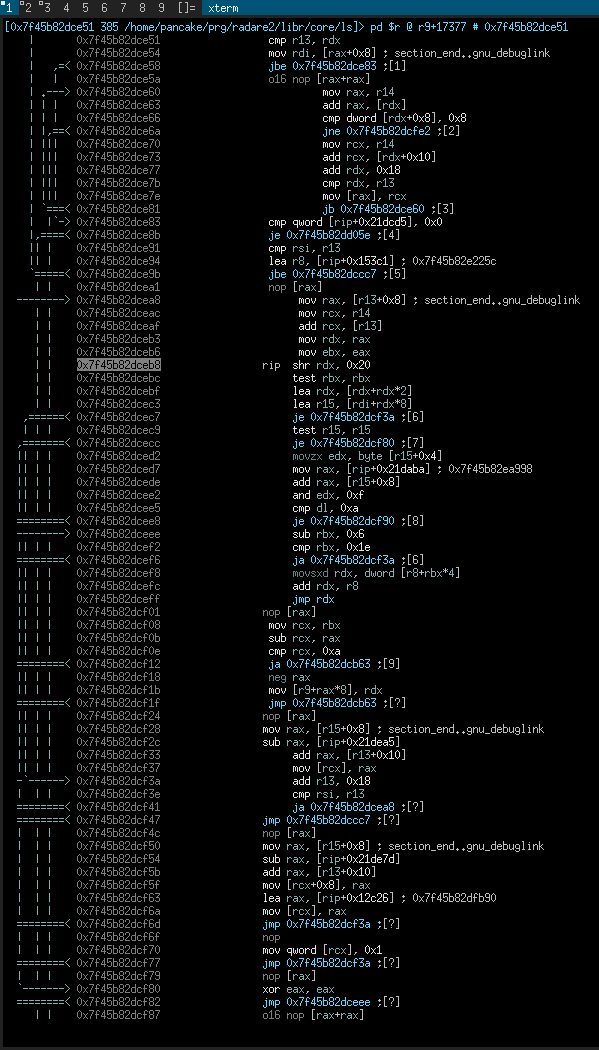 1 2 3 4 5 6 7 8 9 []= xterm
[0x7f45b82dce51 385 /home/pancake/prg/radare2/libr/core/ls]> pd $r @ r9+17377 # 0x7f45b82dce51
| 0x7f45b82dce51 cmp r13, rdx
| 0x7f45b82dce54 mov rdi, [rax+0x8] ; section_end..gnu_debuglink
| ,=< 0x7f45b82dce58 jbe 0x7f45b82dce83 ;[1]
| | 0x7f45b82dce5a o16 nop [rax+rax]
| .---> 0x7f45b82dce60 mov rax, r14
| | | 0x7f45b82dce63 add rax, [rdx]
| | | 0x7f45b82dce66 cmp dword [rdx+0x8], 0x8
| |,==< 0x7f45b82dce6a jne 0x7f45b82dcfe2 ;[2]
| ||| 0x7f45b82dce70 mov rcx, r14
| ||| 0x7f45b82dce73 add rcx, [rdx+0x10]
| ||| 0x7f45b82dce77 add rdx, 0x18
| ||| 0x7f45b82dce7b cmp rdx, r13
| ||| 0x7f45b82dce7e mov [rax], rcx
| `===< 0x7f45b82dce81 jb 0x7f45b82dce60 ;[3]
| |`-> 0x7f45b82dce83 cmp qword [rip+0x21dcd5], 0x0
|,====< 0x7f45b82dce8b je 0x7f45b82dd05e ;[4]
|| | 0x7f45b82dce91 cmp rsi, r13
|| | 0x7f45b82dce94 lea r8, [rip+0x153c1] ; 0x7f45b82e225c
`=====< 0x7f45b82dce9b jbe 0x7f45b82dccc7 ;[5]
| | 0x7f45b82dcea1 nop [rax]
--------> 0x7f45b82dcea8 mov rax, [r13+0x8] ; section_end..gnu_debuglink
| | 0x7f45b82dceac mov rcx, r14
| | 0x7f45b82dceaf add rcx, [r13]
| | 0x7f45b82dceb3 mov rdx, rax
| | 0x7f45b82dceb6 mov ebx, eax
| | 0x7f45b82dceb8 rip shr rdx, 0x20
| | 0x7f45b82dcebc test rbx, rbx
| | 0x7f45b82dcebf lea rdx, [rdx+rdx*2]
| | 0x7f45b82dcec3 lea r15, [rdi+rdx*8]
,======< 0x7f45b82dcec7 je 0x7f45b82dcf3a ;[6]
| | | 0x7f45b82dcec9 test r15, r15
,=======< 0x7f45b82dcecc je 0x7f45b82dcf80 ;[7]
|| | | 0x7f45b82dced2 movzx edx, byte [r15+0x4]
|| | | 0x7f45b82dced7 mov rax, [rip+0x21daba] ; 0x7f45b82ea998
|| | | 0x7f45b82dcede add rax, [r15+0x8]
|| | | 0x7f45b82dcee2 and edx, 0xf
|| | | 0x7f45b82dcee5 cmp dl, 0xa
========< 0x7f45b82dcee8 je 0x7f45b82dcf90 ;[8]
--------> 0x7f45b82dceee sub rbx, 0x6
|| | | 0x7f45b82dcef2 cmp rbx, 0x1e
========< 0x7f45b82dcef6 ja 0x7f45b82dcf3a ;[6]
|| | | 0x7f45b82dcef8 movsxd rdx, dword [r8+rbx*4]
|| | | 0x7f45b82dcefc add rdx, r8
|| | | 0x7f45b82dceff jmp rdx
|| | | 0x7f45b82dcf01 nop [rax]
|| | | 0x7f45b82dcf08 mov rcx, rbx
|| | | 0x7f45b82dcf0b sub rcx, rax
|| | | 0x7f45b82dcf0e cmp rcx, 0xa
========< 0x7f45b82dcf12 ja 0x7f45b82dcb63 ;[9]
|| | | 0x7f45b82dcf18 neg rax
|| | | 0x7f45b82dcf1b mov [r9+rax*8], rdx
========< 0x7f45b82dcf1f jmp 0x7f45b82dcb63 ;[?]
|| | | 0x7f45b82dcf24 nop [rax]
|| | | 0x7f45b82dcf28 mov rax, [r15+0x8] ; section_end..gnu_debuglink
|| | | 0x7f45b82dcf2c sub rax, [rip+0x21dea5]
|| | | 0x7f45b82dcf33 add rax, [r13+0x10]
|| | | 0x7f45b82dcf37 mov [rcx], rax
-`------> 0x7f45b82dcf3a add r13, 0x18
| | | 0x7f45b82dcf3e cmp rsi, r13
========< 0x7f45b82dcf41 ja 0x7f45b82dcea8 ;[?]
========< 0x7f45b82dcf47 jmp 0x7f45b82dccc7 ;[?]
| | | 0x7f45b82dcf4c nop [rax]
| | | 0x7f45b82dcf50 mov rax, [r15+0x8] ; section_end..gnu_debuglink
| | | 0x7f45b82dcf54 sub rax, [rip+0x21de7d]
| | | 0x7f45b82dcf5b add rax, [r13+0x10]
| | | 0x7f45b82dcf5f mov [rcx+0x8], rax
| | | 0x7f45b82dcf63 lea rax, [rip+0x12c26] ; 0x7f45b82dfb90
| | | 0x7f45b82dcf6a mov [rcx], rax
========< 0x7f45b82dcf6d jmp 0x7f45b82dcf3a ;[?]
| | | 0x7f45b82dcf6f nop
| | | 0x7f45b82dcf70 mov qword [rcx], 0x1
========< 0x7f45b82dcf77 jmp 0x7f45b82dcf3a ;[?]
| | | 0x7f45b82dcf79 nop [rax]
`-------> 0x7f45b82dcf80 xor eax, eax
========< 0x7f45b82dcf82 jmp 0x7f45b82dceee ;[?]
| | 0x7f45b82dcf87 o16 nop [rax+rax]